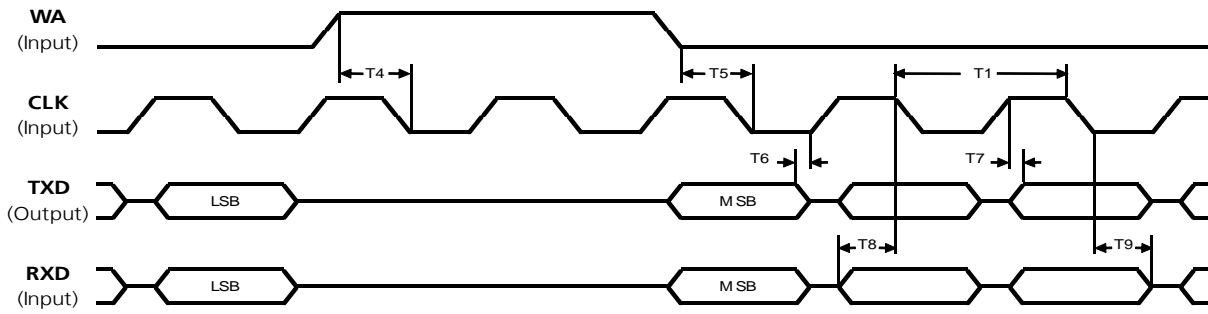 WA
(Input)
T4
T5
T1
CLK
(Input)
T6
T7
TXD
(Output)
LSB
MSB
T8
T9
RXD
(Input)
LSB
MSB